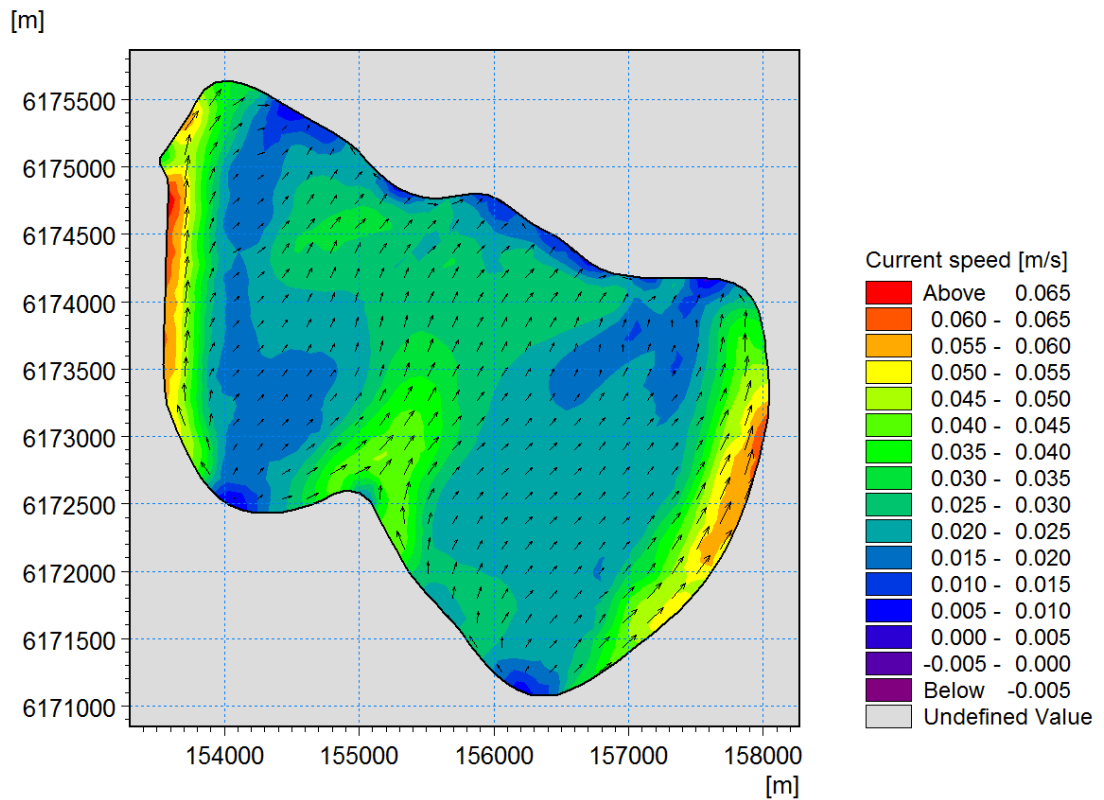 [m]
6175500
6175000
6174500
6174000
6173500
6173000
6172500
6172000
6171500
6171000
154000 155000 156000 157000 158000
[m]
Current speed [m/s]
Above 0.065
0.060 - 0.065
0.055 - 0.060
0.050 - 0.055
0.045 - 0.050
0.040 - 0.045
0.035 - 0.040
0.030 - 0.035
0.025 - 0.030
0.020 - 0.025
0.015 - 0.020
0.010 - 0.015
0.005 - 0.010
0.000 - 0.005
-0.005 - 0.000
Below -0.005
Undefined Value